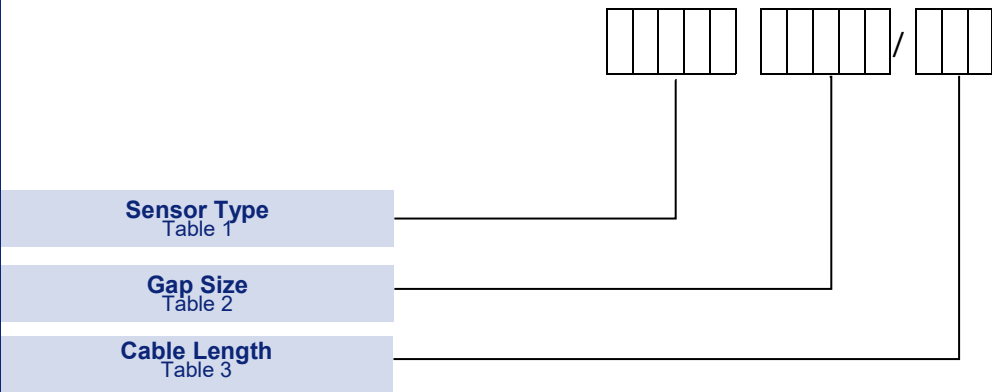 /
Sensor Type
Table 1
Gap Size
Table 2
Cable Length
Table 3